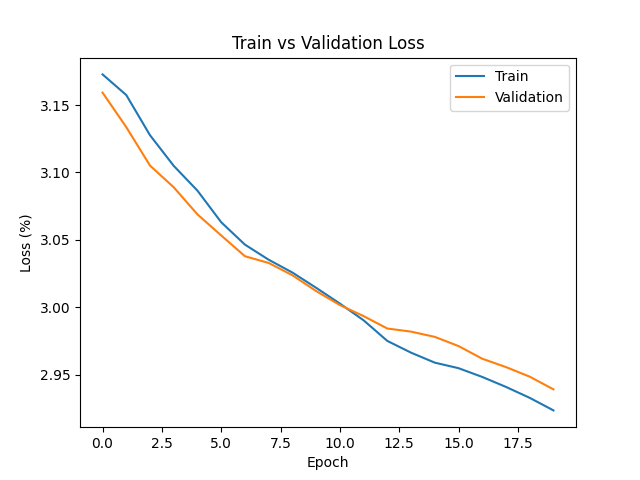 Train vs Validation Loss
Train
Validation
3.15
3.10
3.05
3.00
2.95
Loss (%)
0.0 2.5 5.0 7.5 10.0 12.5 15.0 17.5
Epoch